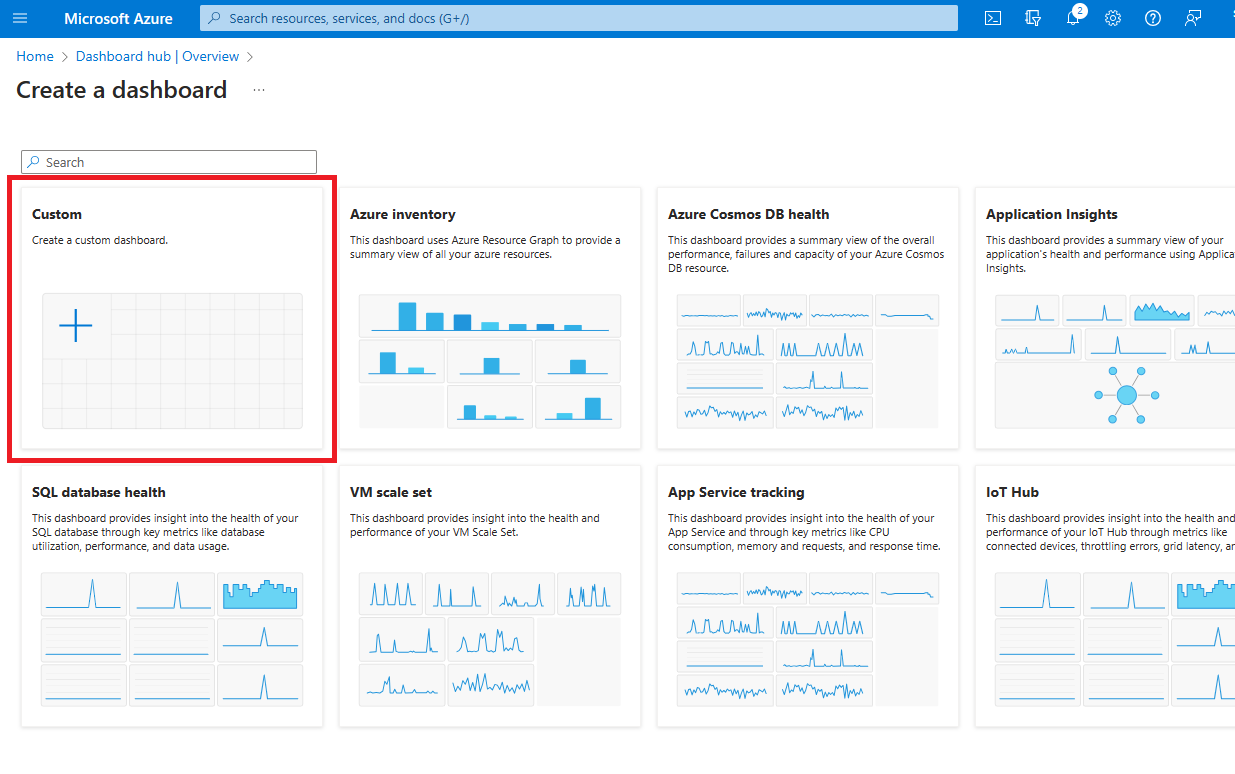 Microsoft Azure
Search resources, services, and docs (G+/)
2
Home > Dashboard hub | Overview >
Create a dashboard ...
Search
Custom
Create a custom dashboard.
Azure inventory
This dashboard uses Azure Resource Graph to provide a
summary view of all your azure resources.
Azure Cosmos DB health
This dashboard provides a summary view of the overall
performance, failures and capacity of your Azure Cosmos
DB resource.
Application Insights
This dashboard provides a summary view of your
application's health and performance using Applica
Insights.
SQL database health
This dashboard provides insight into the health of your
SQL database through key metrics like database
utilization, performance, and data usage.
VM scale set
This dashboard provides insight into the health and
performance of your VM Scale Set.
App Service tracking
This dashboard provides insight into the health of your
App Service and through key metrics like CPU
consumption, memory and requests, and response time.
IoT Hub
This dashboard provides insight into the health and
performance of your IoT Hub through metrics like
connected devices, throttling errors, grid latency, an